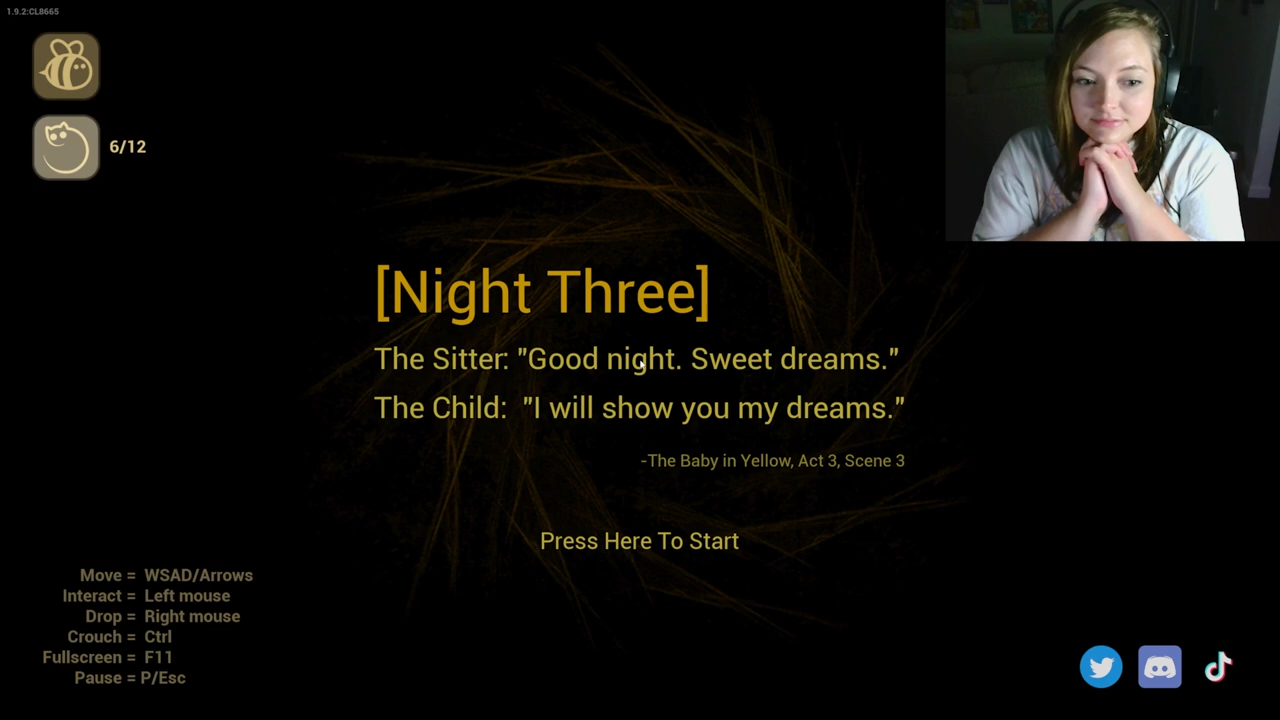 1.9.2:CL8665
6/12
[Night Three]
The Sitter: "Good night. Sweet dreams."
The Child: "I will show you my dreams."
-The Baby in Yellow, Act 3, Scene 3
Press Here To Start
Move = WSAD/Arrows
Interact = Left mouse
Drop = Right mouse
Crouch = Ctrl
Fullscreen = F11
Pause = P/Esc